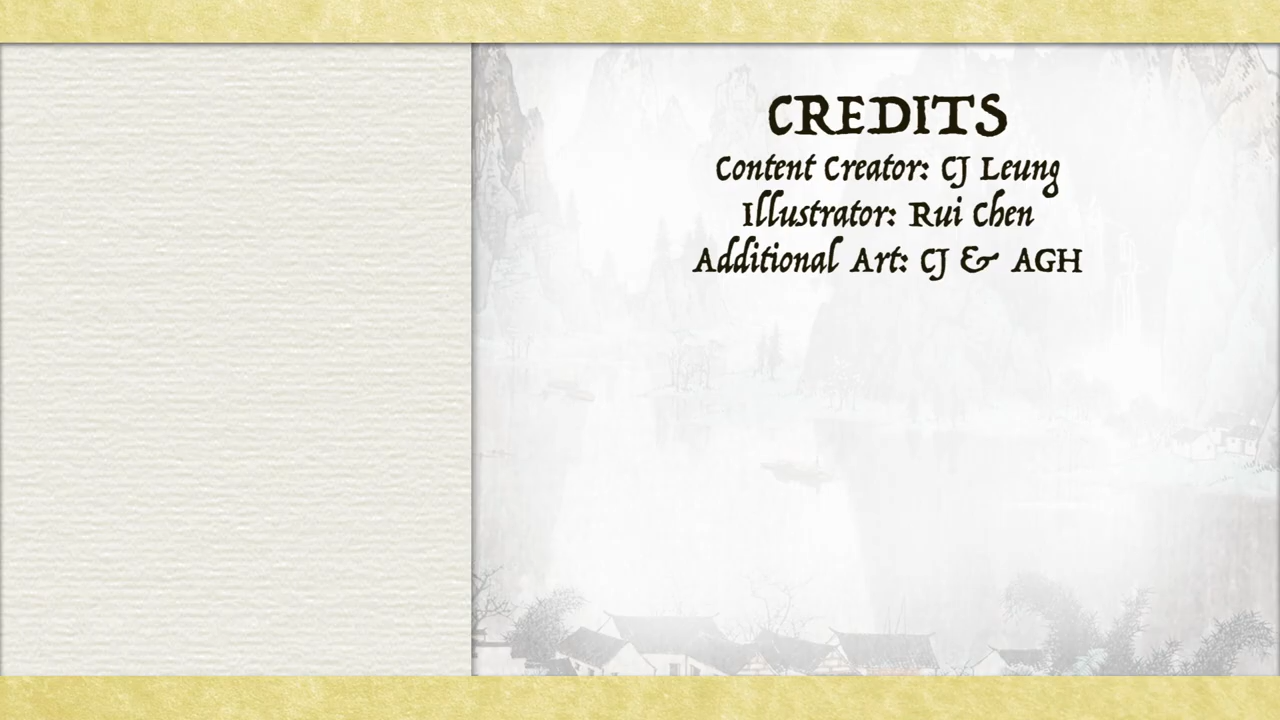 CREDITS
Content Creator: CJ Leung
Illustrator: Rui Chen
Additional Art: CJ & AGH